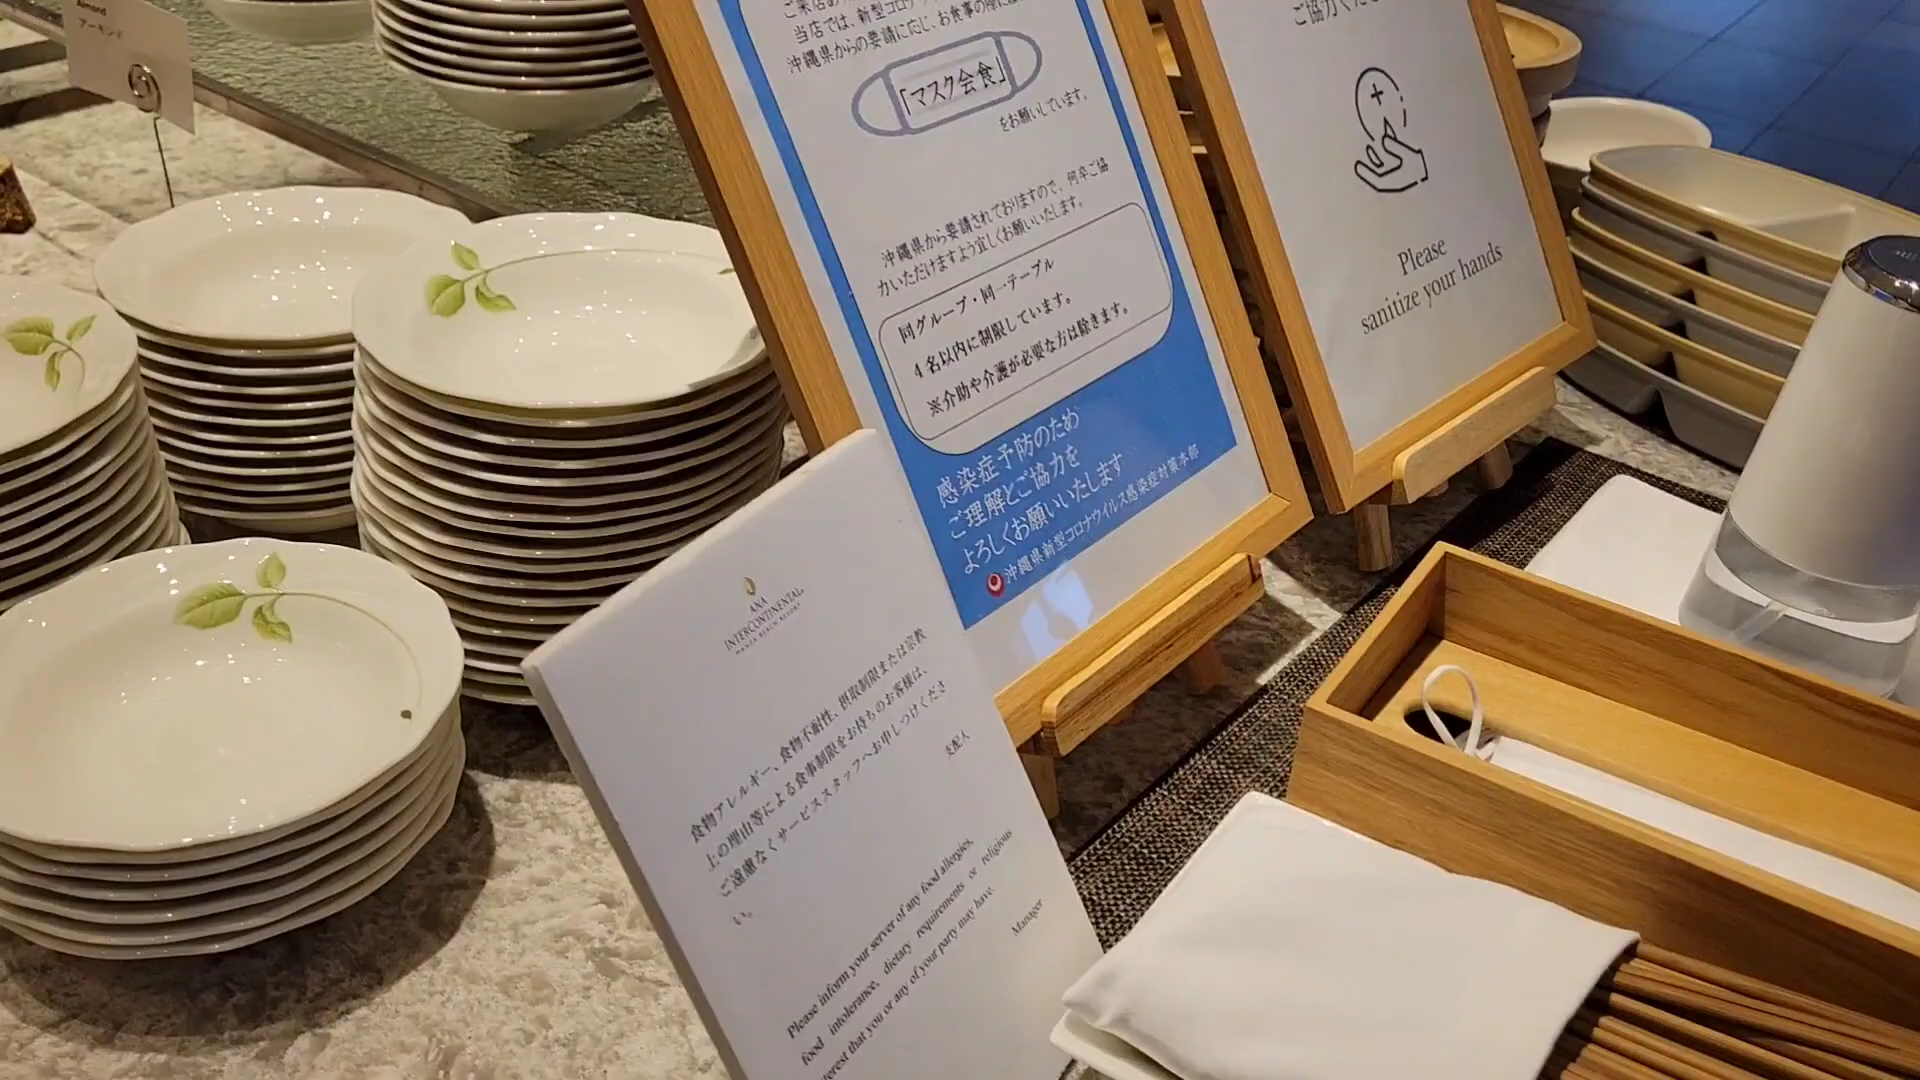 Almond
アーモンド
当店では、新型コロナ
沖縄県からの要請に応じ、お食事の際には
「マスク会食」
をお願いしています。
沖縄県から要請されておりますので、何卒ご協
力いただけますよう宜しくお願いいたします。
同グループ・同一テーブル
4名以内に制限しています。
※介助や介護が必要な方は除きます。
感染症予防のため
ご理解とご協力を
よろしくお願いいたします
沖縄県新型コロナウイルス感染症対策本部
Please
sanitize your hands
ANA
INTERCONTINENTAL
MANZA BEACH RESORT
食物アレルギー、食物不耐性、摂取制限または宗教
上の理由等による食事制限をお持ちのお客様は、
ご遠慮なくサービススタッフへお申しつけくださ
い。
支配人
Please inform your server of any food allergies,
food intolerance, dietary requirements or religious
terest that you or any of your party may have.
Manager